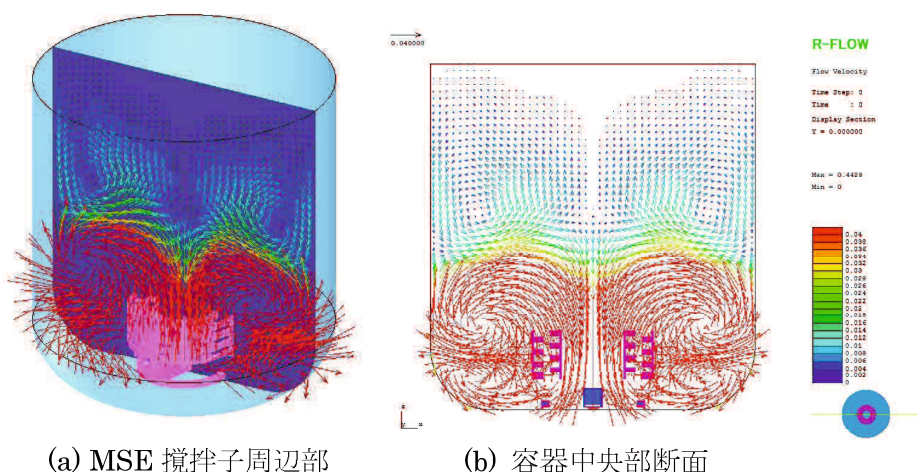 0.040000
R-FLOW
Flow Velocity
Time Step: 0
Time : 0
Display Section
Y = 0.000000
Max = 0.4428
Min = 0
0.04
0.038
0.036
0.034
0.032
0.03
0.028
0.026
0.024
0.022
0.02
0.018
0.016
0.014
0.012
0.01
0.008
0.006
0.004
0.002
0
z
y x
(a) MSE 撹拌子周辺部
(b) 容器中央部断面